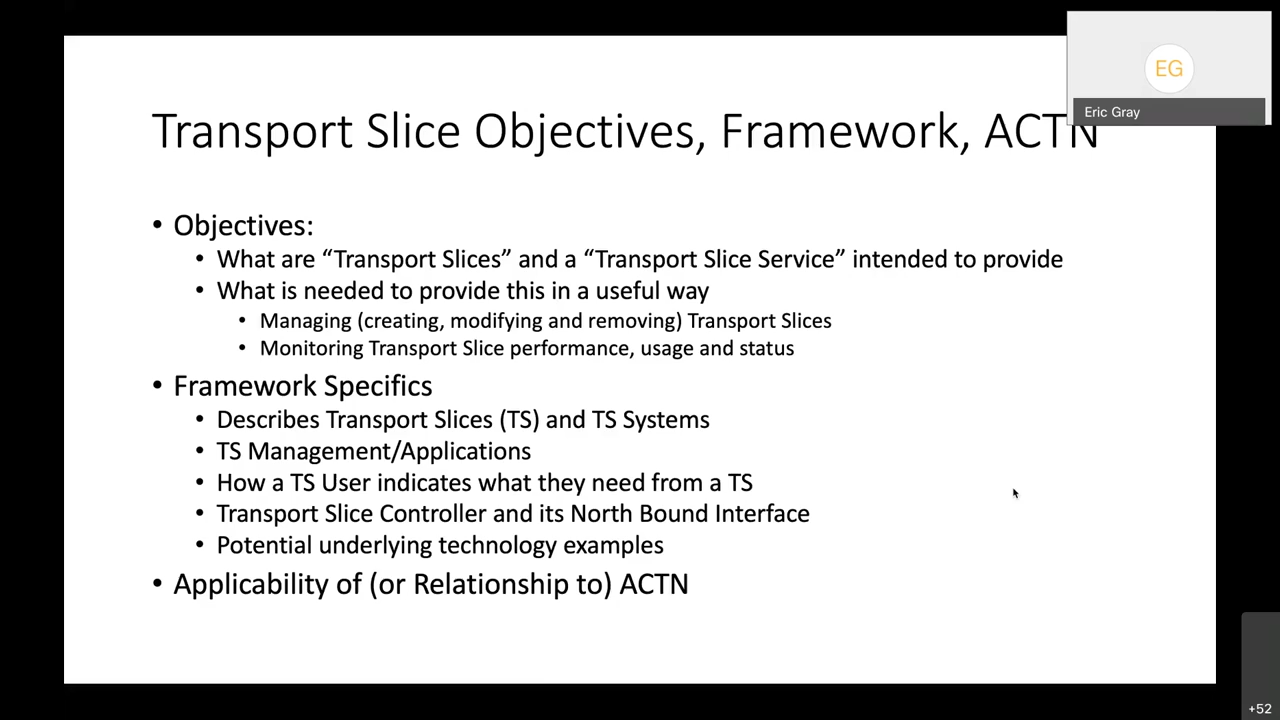 EG
Eric Gray
Transport Slice Objectives, Framework, ACTN
• Objectives:
• What are “Transport Slices” and a “Transport Slice Service” intended to provide
• What is needed to provide this in a useful way
• Managing (creating, modifying and removing) Transport Slices
• Monitoring Transport Slice performance, usage and status
• Framework Specifics
• Describes Transport Slices (TS) and TS Systems
• TS Management/Applications
• How a TS User indicates what they need from a TS
• Transport Slice Controller and its North Bound Interface
• Potential underlying technology examples
• Applicability of (or Relationship to) ACTN
+52